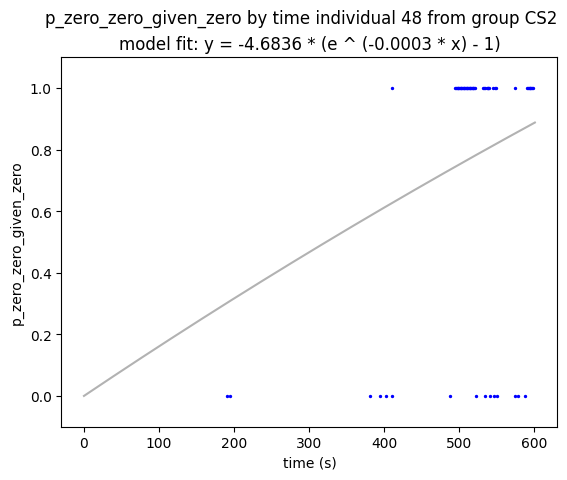 p_zero_zero_given_zero by time individual 48 from group CS2
model fit: y = -4.6836 * (e ^ (-0.0003 * x) - 1)
1.0
0.8
0.6
0.4
0.2
0.0
p_zero_zero_given_zero
0 100 200 300 400 500 600
time (s)